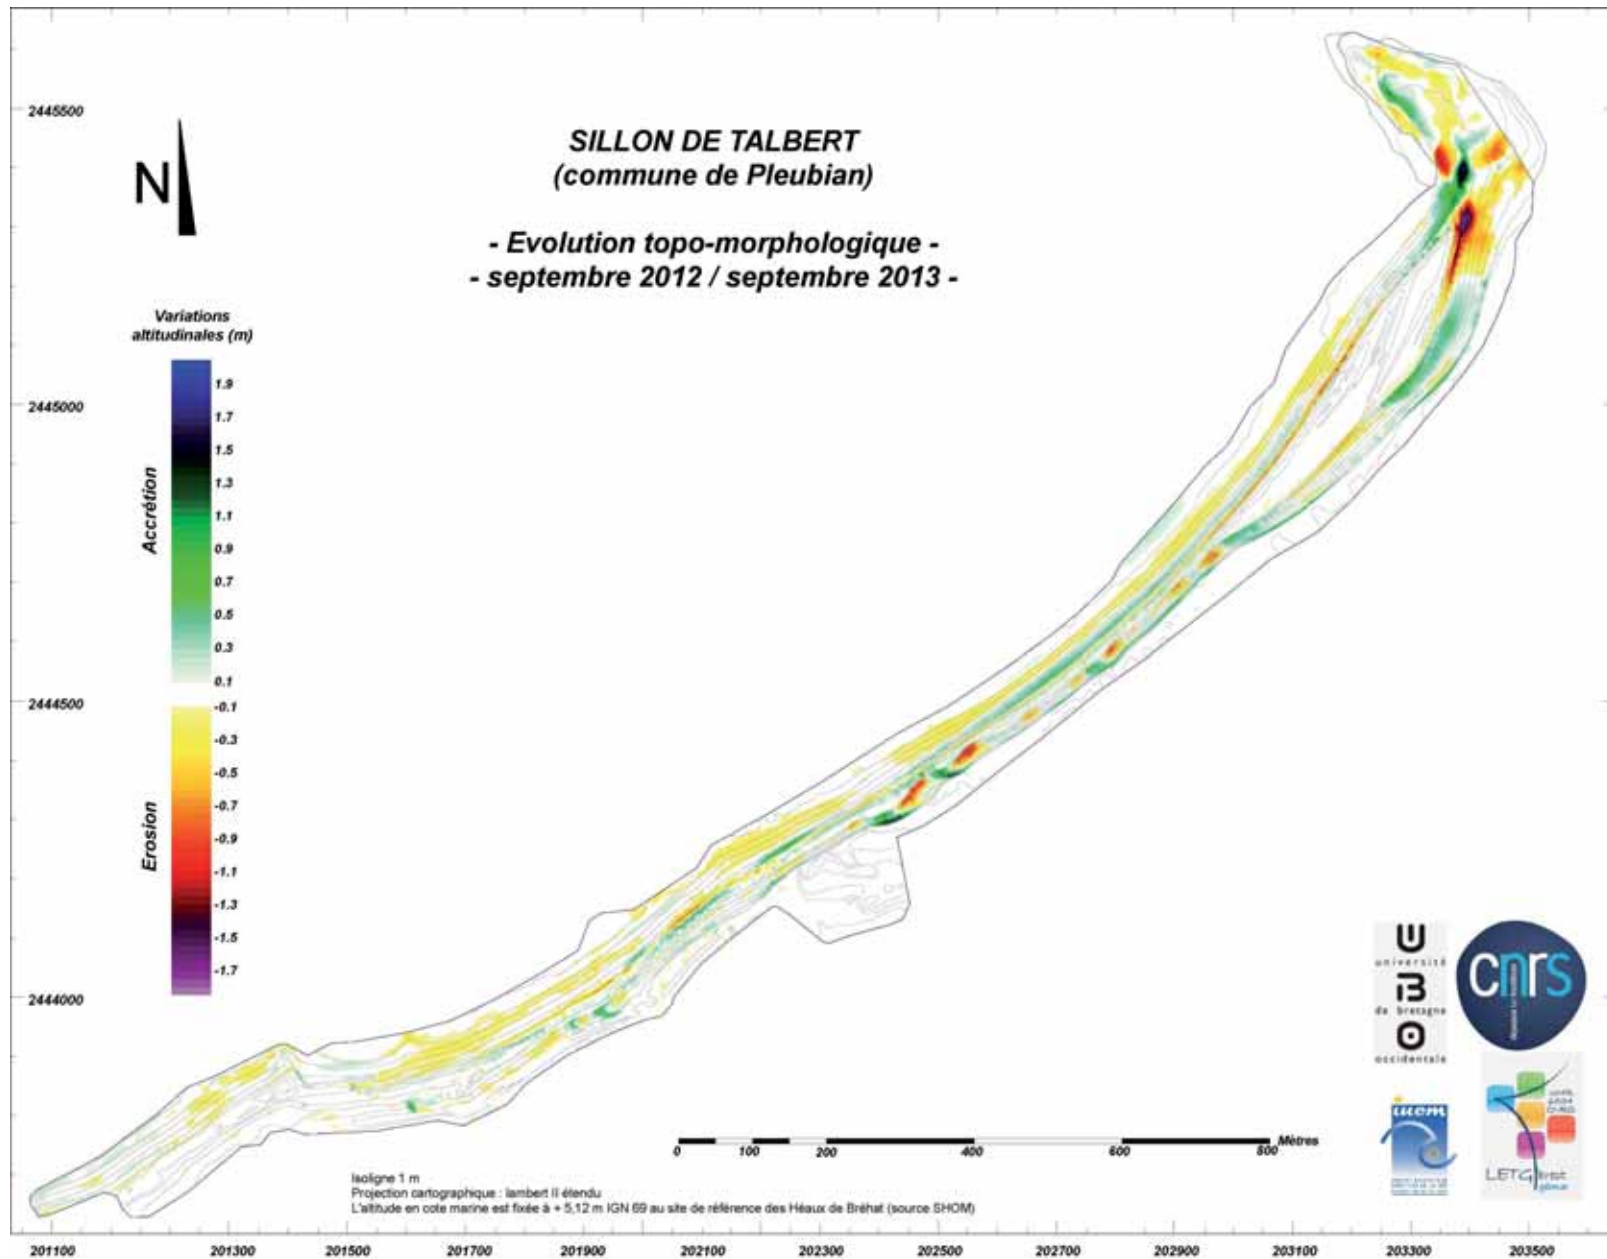 SILLON DE TALBERT
(commune de Pleubian)
- Evolution topo-morphologique -
- septembre 2012 / septembre 2013 -
N
Variations
altitudinales (m)
Accrétion
Erosion
1.9
1.7
1.5
1.3
1.1
0.9
0.7
0.5
0.3
0.1
-0.1
-0.3
-0.5
-0.7
-0.9
-1.1
-1.3
-1.5
-1.7
2445500
2445000
2444500
2444000
0 100 200 400 600 800 Mètres
Isoligne 1 m
Projection cartographique : lambert II étendu
L'altitude en cote marine est fixée à + 5,12 m IGN 69 au site de référence des Héaux de Bréhat (source SHOM)
201100 201300 201500 201700 201900 202100 202300 202500 202700 202900 203100 203300 203500
U
université
B
de bretagne
O
occidentale
cnrs
iuem
LETG Brest